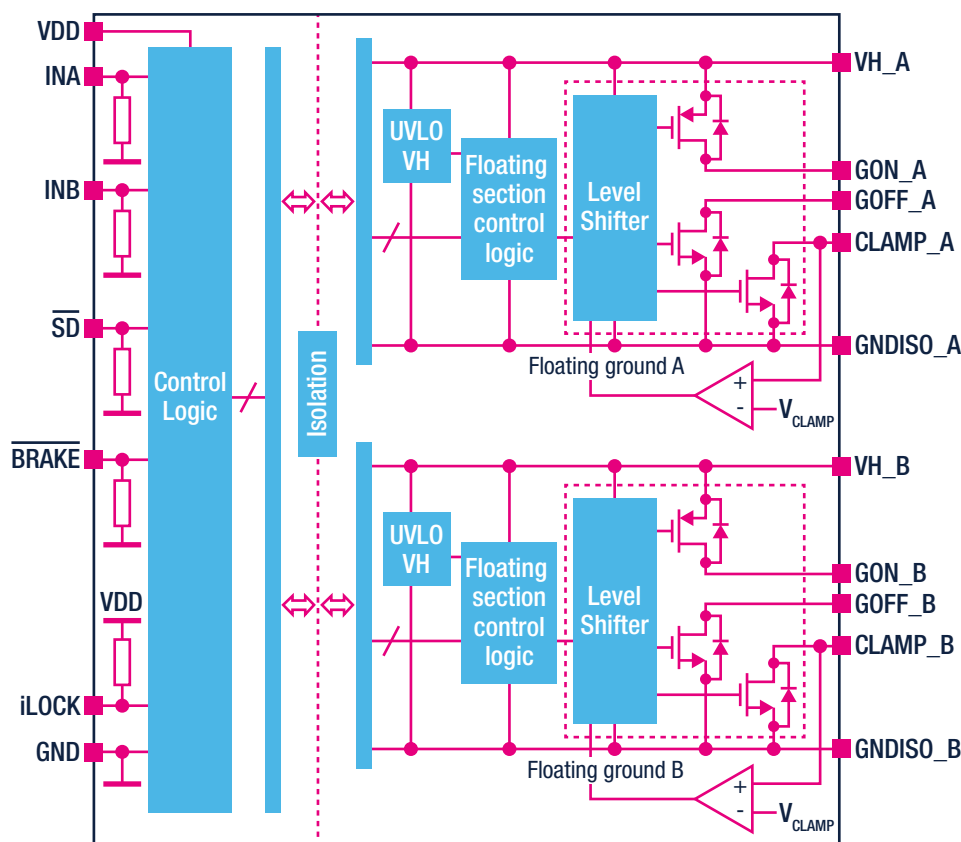 VDD
INA
INB
SD
BRAKE
VDD
iLOCK
GND
Control
Logic
Isolation
UVLO
VH
Floating
section
control
logic
Level
Shifter
VH_A
GON_A
GOFF_A
CLAMP_A
GNDISO_A
Floating ground A
+
-
VCLAMP
UVLO
VH
Floating
section
control
logic
Level
Shifter
VH_B
GON_B
GOFF_B
CLAMP_B
GNDISO_B
Floating ground B
+
-
VCLAMP